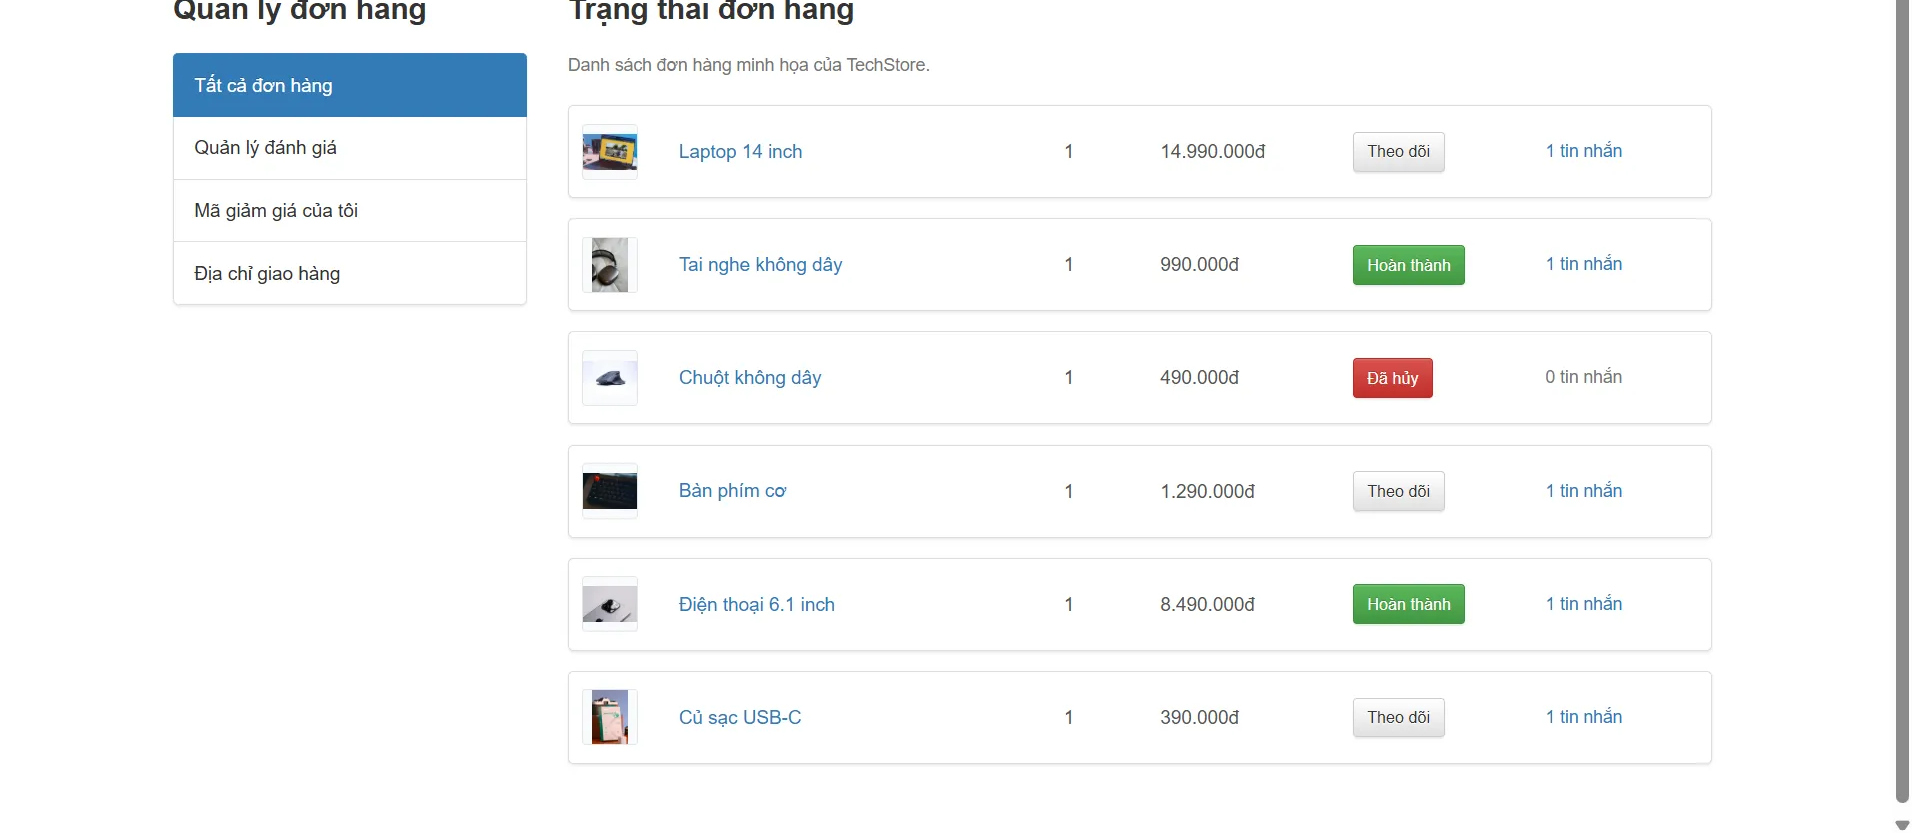 Quản lý đơn hàng
Tất cả đơn hàng
Quản lý đánh giá
Mã giảm giá của tôi
Địa chỉ giao hàng
Trạng thái đơn hàng
Danh sách đơn hàng minh họa của TechStore.
Laptop 14 inch 1 14.990.000đ Theo dõi 1 tin nhắn
Tai nghe không dây 1 990.000đ Hoàn thành 1 tin nhắn
Chuột không dây 1 490.000đ Đã hủy 0 tin nhắn
Bàn phím cơ 1 1.290.000đ Theo dõi 1 tin nhắn
Điện thoại 6.1 inch 1 8.490.000đ Hoàn thành 1 tin nhắn
Củ sạc USB-C 1 390.000đ Theo dõi 1 tin nhắn